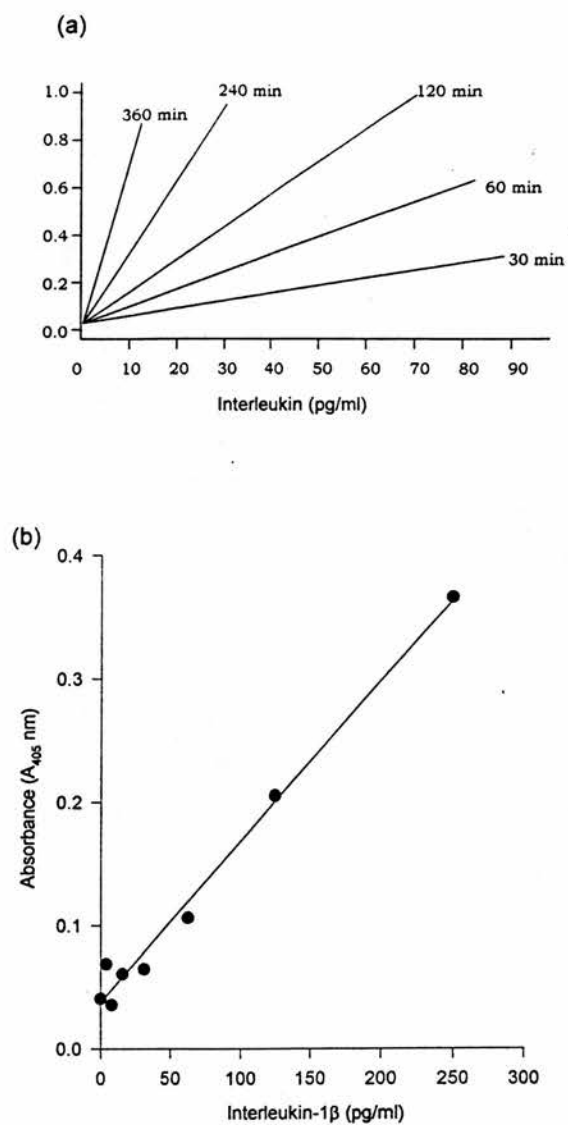 (a)
1.0
0.8
0.6
0.4
0.2
0.0
360 min
240 min
120 min
60 min
30 min
0 10 20 30 40 50 60 70 80 90
Interleukin (pg/ml)
(b)
Absorbance (A₄₀₅ nm)
0.4
0.3
0.2
0.1
0.0
0 50 100 150 200 250 300
Interleukin-1β (pg/ml)